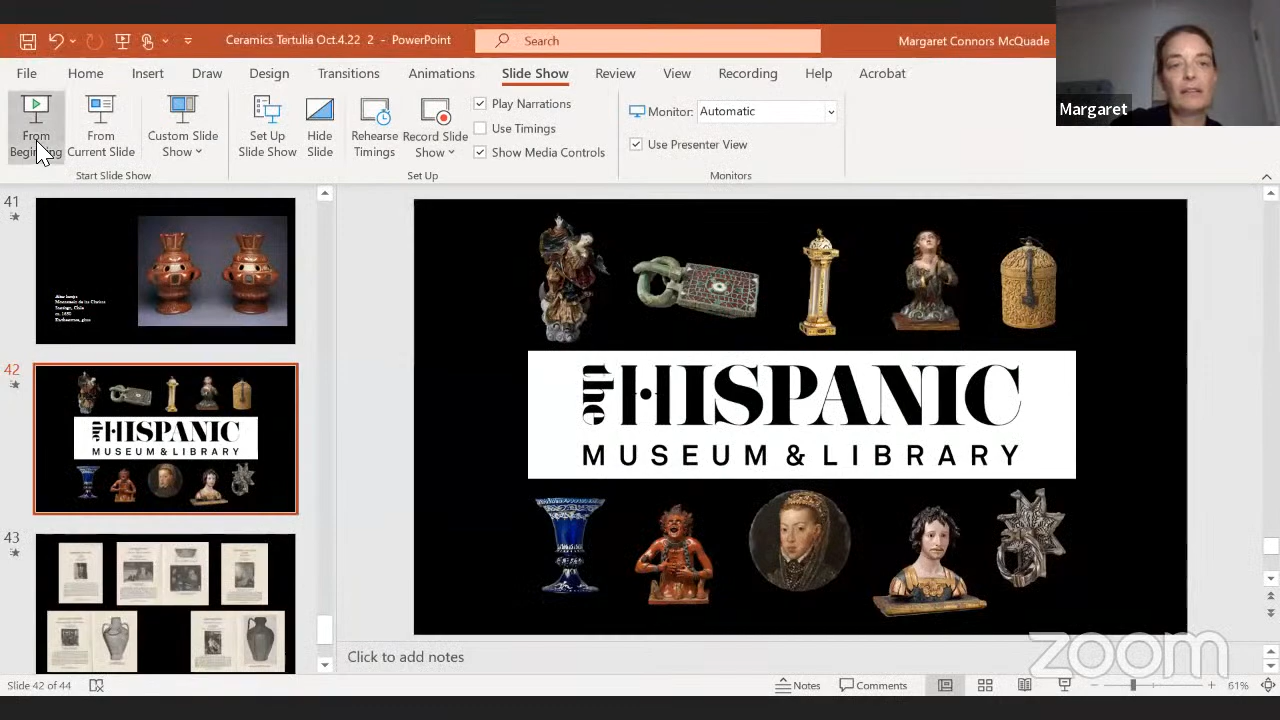 Ceramics Tertulia Oct.4.22 2 - PowerPoint
Search
Margaret Connors McQuade
File Home Insert Draw Design Transitions Animations Slide Show Review View Recording Help Acrobat
Margaret
From Beginning
From Current Slide
Custom Slide Show
Start Slide Show
Set Up Slide Show
Hide Slide
Rehearse Timings
Record Slide Show
Play Narrations
Use Timings
Show Media Controls
Set Up
Monitor: Automatic
Use Presenter View
Monitors
41
42
the HISPANIC
MUSEUM & LIBRARY
43
the HISPANIC
MUSEUM & LIBRARY
Click to add notes
zoom
Slide 42 of 44
Notes
Comments
61%